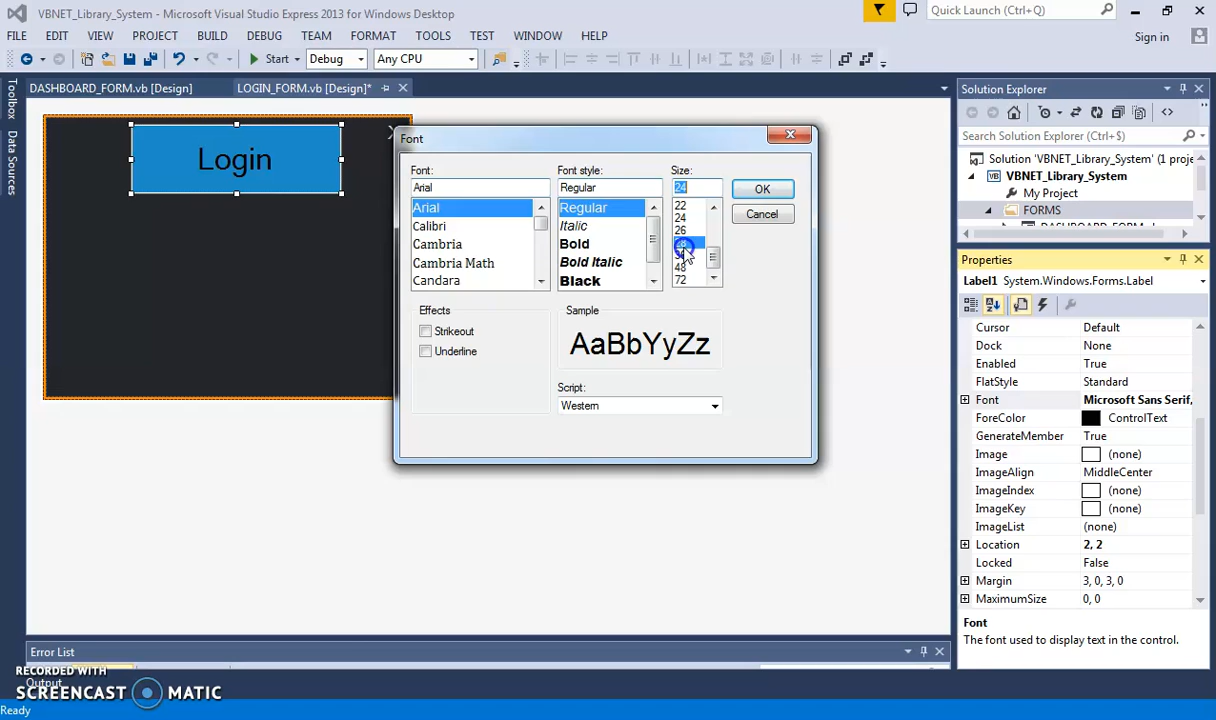 VBNET_Library_System - Microsoft Visual Studio Express 2013 for Windows Desktop
Quick Launch (Ctrl+Q)
FILE EDIT VIEW PROJECT BUILD DEBUG TEAM FORMAT TOOLS TEST WINDOW HELP
Sign in
Start Debug Any CPU
Toolbox
Data Sources
DASHBOARD_FORM.vb [Design]
LOGIN_FORM.vb [Design]*
Login
Font
Font:
Arial
Arial
Calibri
Cambria
Cambria Math
Candara
Font style:
Regular
Regular
Italic
Bold
Bold Italic
Black
Size:
24
22
24
26
48
72
OK
Cancel
Effects
Strikeout
Underline
Sample
AaBbYyZz
Script:
Western
Solution Explorer
Search Solution Explorer (Ctrl+$)
Solution 'VBNET_Library_System' (1 projec
VB VBNET_Library_System
My Project
FORMS
Properties
Label1 System.Windows.Forms.Label
Cursor Default
Dock None
Enabled True
FlatStyle Standard
Font Microsoft Sans Serif,
ForeColor ControlText
GenerateMember True
Image (none)
ImageAlign MiddleCenter
ImageIndex (none)
ImageKey (none)
ImageList (none)
Location 2, 2
Locked False
Margin 3, 0, 3, 0
MaximumSize 0, 0
Font
The font used to display text in the control.
Error List
Output
RECORDED WITH
SCREENCAST MATIC
Ready